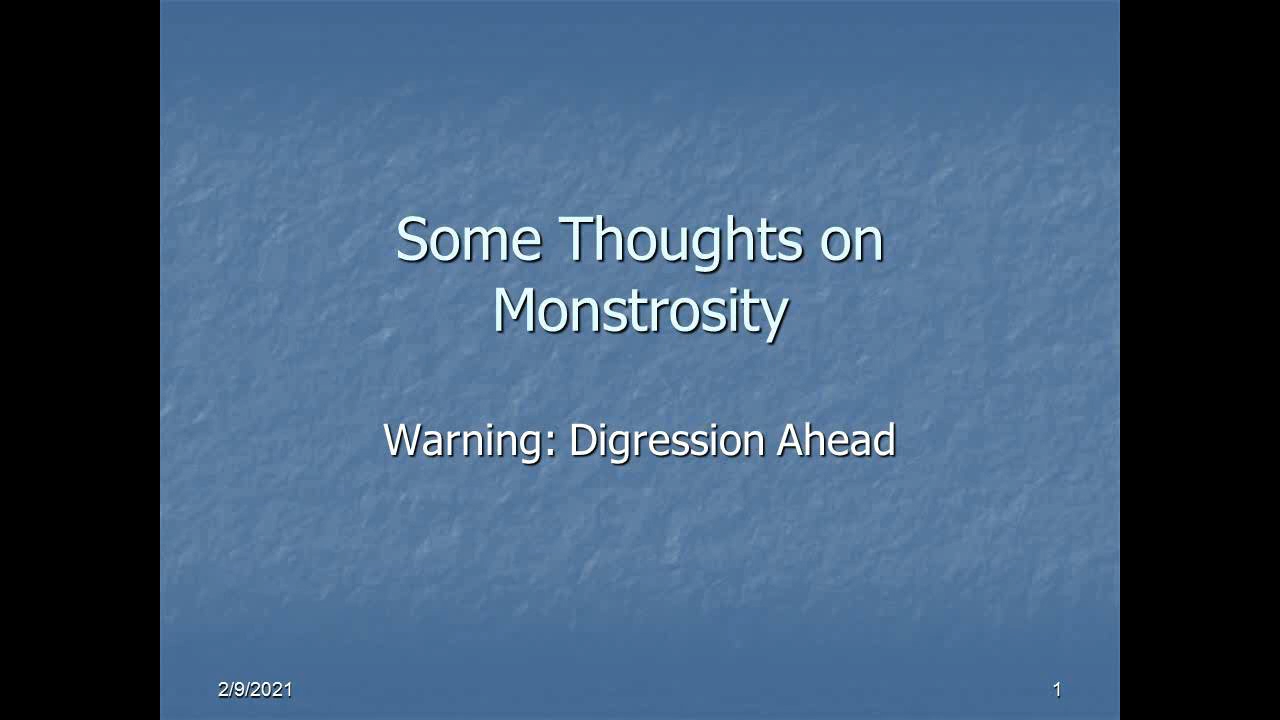 Some Thoughts on
Monstrosity
Warning: Digression Ahead
2/9/2021
1